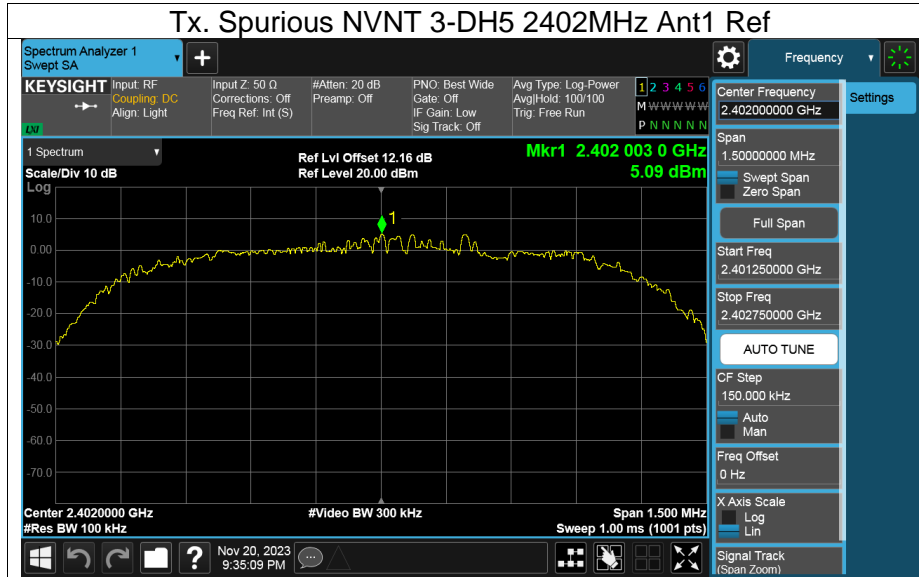 Tx. Spurious NVNT 3-DH5 2402MHz Ant1 Ref
Spectrum Analyzer 1
Swept SA
+
Frequency
KEYSIGHT
LXI
Input: RF
Coupling: DC
Align: Light
Input Z: 50 Ω
Corrections: Off
Freq Ref: Int (S)
#Atten: 20 dB
Preamp: Off
PNO: Best Wide
Gate: Off
IF Gain: Low
Sig Track: Off
Avg Type: Log-Power
Avg|Hold: 100/100
Trig: Free Run
1 2 3 4 5 6
M W W W W W
P N N N N N
1 Spectrum
Scale/Div 10 dB
Ref Lvl Offset 12.16 dB
Ref Level 20.00 dBm
Mkr1 2.402 003 0 GHz
5.09 dBm
Log
10.0
0.00
-10.0
-20.0
-30.0
-40.0
-50.0
-60.0
-70.0
1
Center 2.4020000 GHz
#Res BW 100 kHz
#Video BW 300 kHz
Span 1.500 MHz
Sweep 1.00 ms (1001 pts)
Center Frequency
2.402000000 GHz
Settings
Span
1.50000000 MHz
Swept Span
Zero Span
Full Span
Start Freq
2.401250000 GHz
Stop Freq
2.402750000 GHz
AUTO TUNE
CF Step
150.000 kHz
Auto
Man
Freq Offset
0 Hz
X Axis Scale
Log
Lin
Signal Track
(Span Zoom)
?
Nov 20, 2023
9:35:09 PM